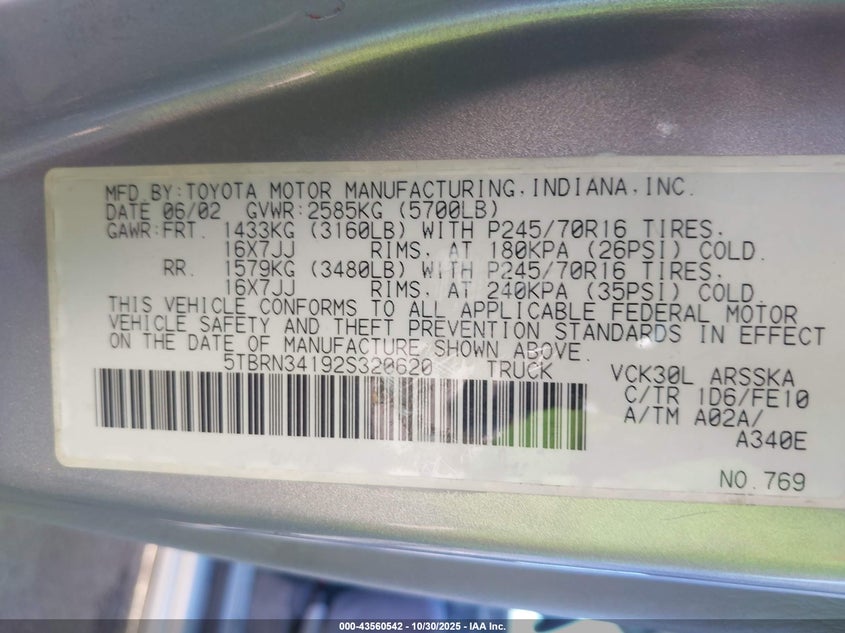 MFD.BY:TOYOTA MOTOR MANUFACTURING.INDIANA,INC.
DATE 06/02 GVWR:2585KG (5700LB)
GAWR:FRT. 1433KG (3160LB) WITH P245/70R16 TIRES.
16X7JJ RIMS, AT 180KPA (26PSI) COLD.
RR. 1579KG (3480LB) WITH P245/70R16 TIRES.
16X7JJ RIMS, AT 240KPA (35PSI) COLD.
THIS VEHICLE CONFORMS TO ALL APPLICABLE FEDERAL MOTOR
VEHICLE SAFETY AND THEFT PREVENTION STANDARDS IN EFFECT
ON THE DATE OF MANUFACTURE SHOWN ABOVE.
5TBRN34192S320620 TRUCK
VCK30L ARSSKA
C/TR 1D6/FE10
A/TM A02A/
A340E
NO.769
000-43560542 - 10/30/2025 - IAA Inc.